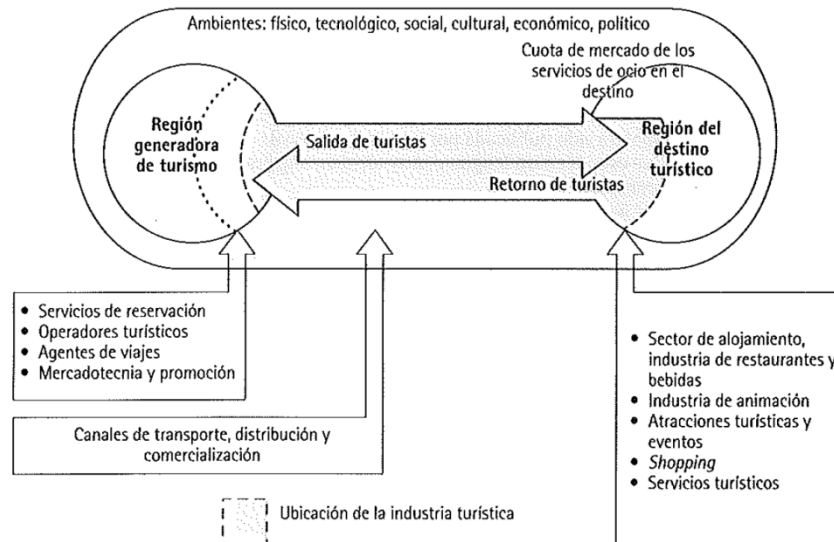 Ambientes: físico, tecnológico, social, cultural, económico, político
Cuota de mercado de los
servicios de ocio en el
destino
Región
generadora
de turismo
Salida de turistas
Retorno de turistas
Región del
destino
turístico
• Servicios de reservación
• Operadores turísticos
• Agentes de viajes
• Mercadotecnia y promoción
Canales de transporte, distribución y
comercialización
• Sector de alojamiento,
industria de restaurantes y
bebidas
• Industria de animación
• Atracciones turísticas y
eventos
• Shopping
• Servicios turísticos
Ubicación de la industria turística